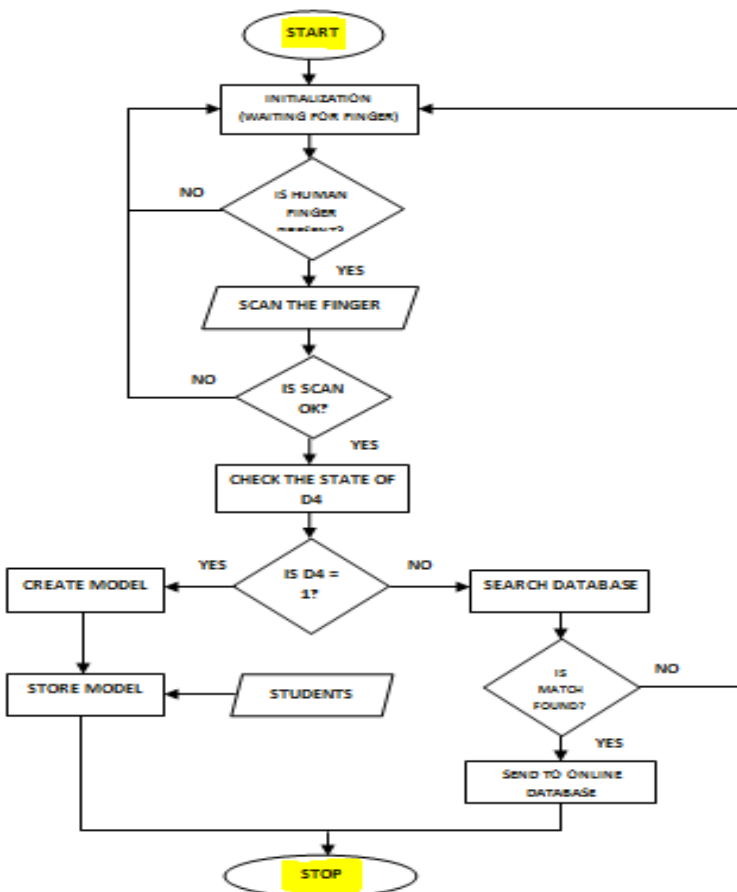 START
INITIALIZATION
(WAITING FOR FINGER)
NO
IS HUMAN
FINGER
PRESENT?
YES
SCAN THE FINGER
NO
IS SCAN
OK?
YES
CHECK THE STATE OF
D4
YES
IS D4 =
1?
NO
CREATE MODEL
SEARCH DATABASE
STORE MODEL
STUDENTS
IS
MATCH
FOUND?
NO
YES
SEND TO ONLINE
DATABASE
STOP